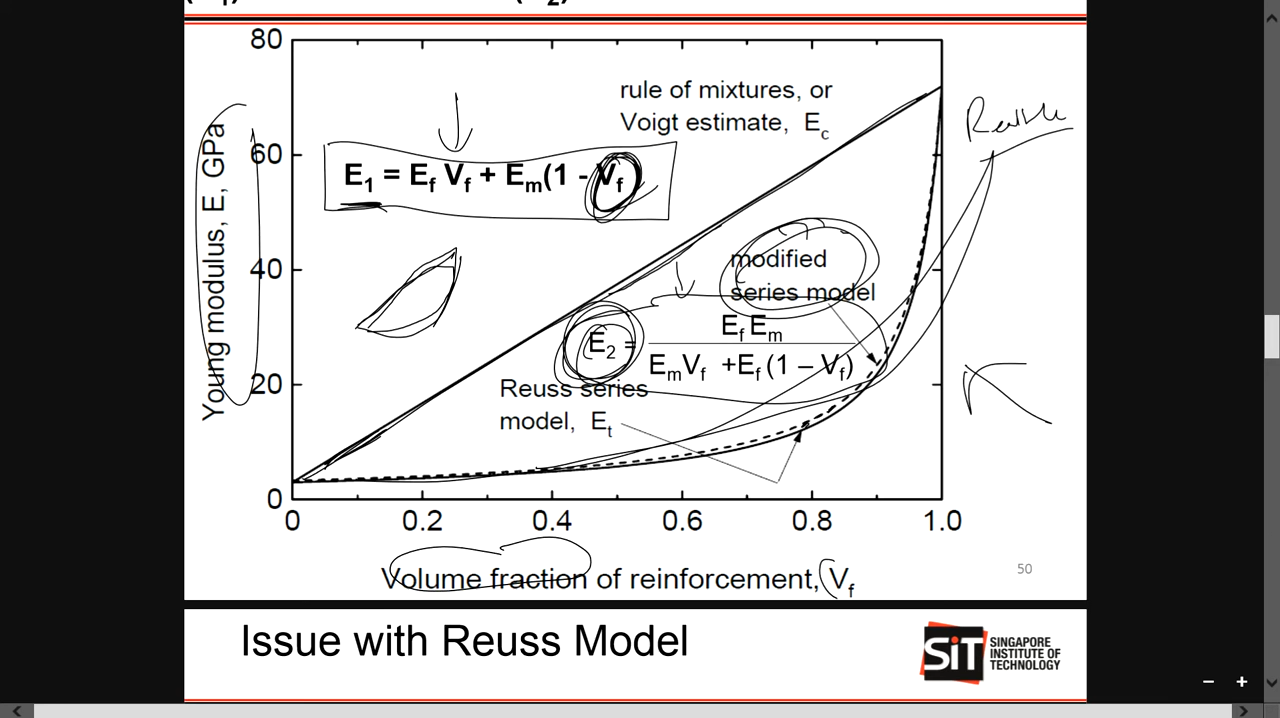 80
rule of mixtures, or
Voigt estimate, Ec
60
E1 = Ef Vf + Em(1 - Vf
Young modulus, E, GPa
40
modified
series model
E2 = Ef Em
EmVf +Ef (1 – Vf)
20
Reuss series
model, Et
0
0 0.2 0.4 0.6 0.8 1.0
Volume fraction of reinforcement, Vf
50
Issue with Reuss Model
SiT
SINGAPORE
INSTITUTE OF
TECHNOLOGY